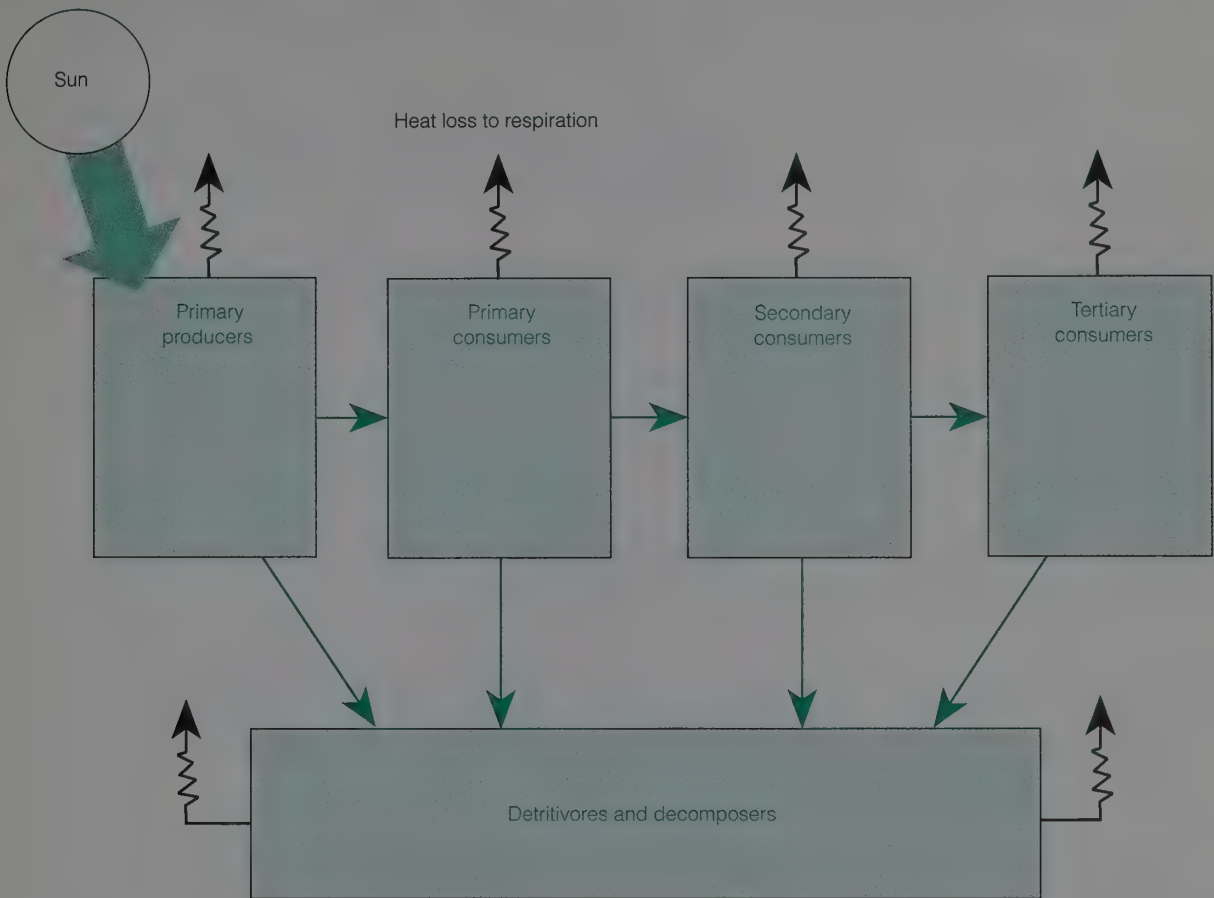 Sun
Heat loss to respiration
Primary
producers
Primary
consumers
Secondary
consumers
Tertiary
consumers
Detritivores and decomposers